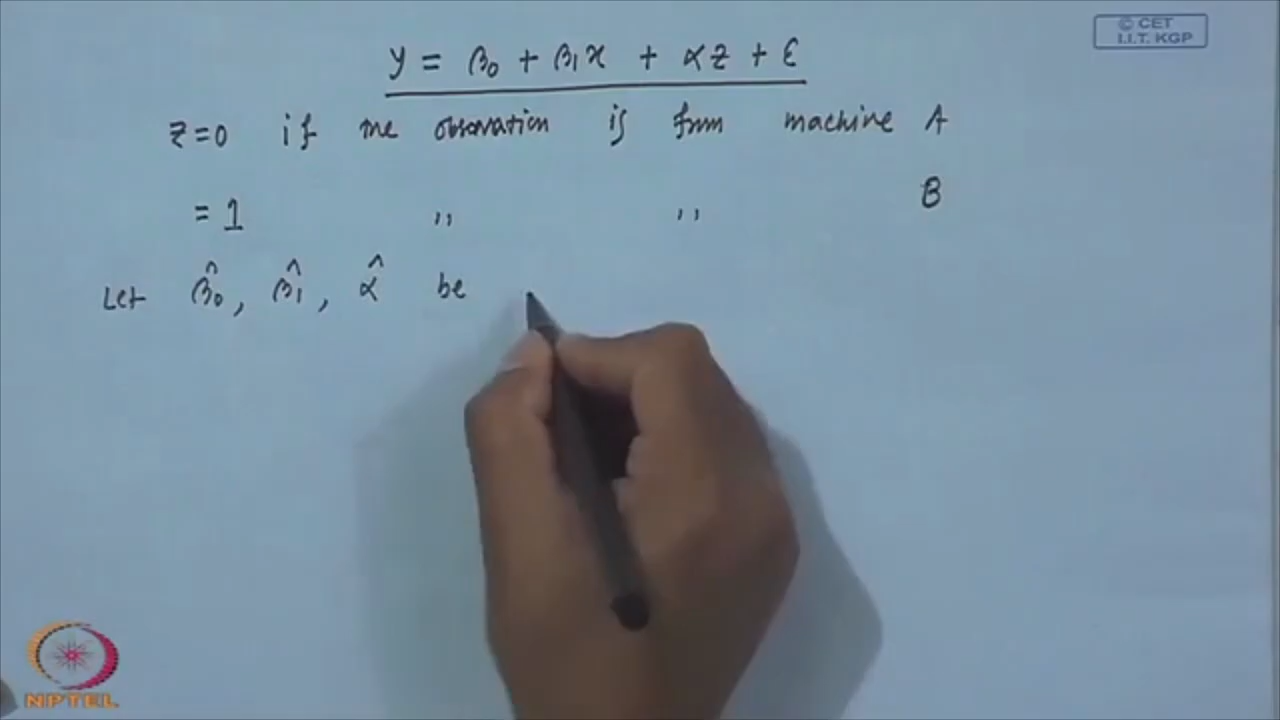 © CET
I.I.T. KGP
y = β₀ + β₁x + αz + ε
z=0 if the observation is from machine A
= 1 ,, ,, B
Let β̂₀, β̂₁, α̂ be
NPTEL